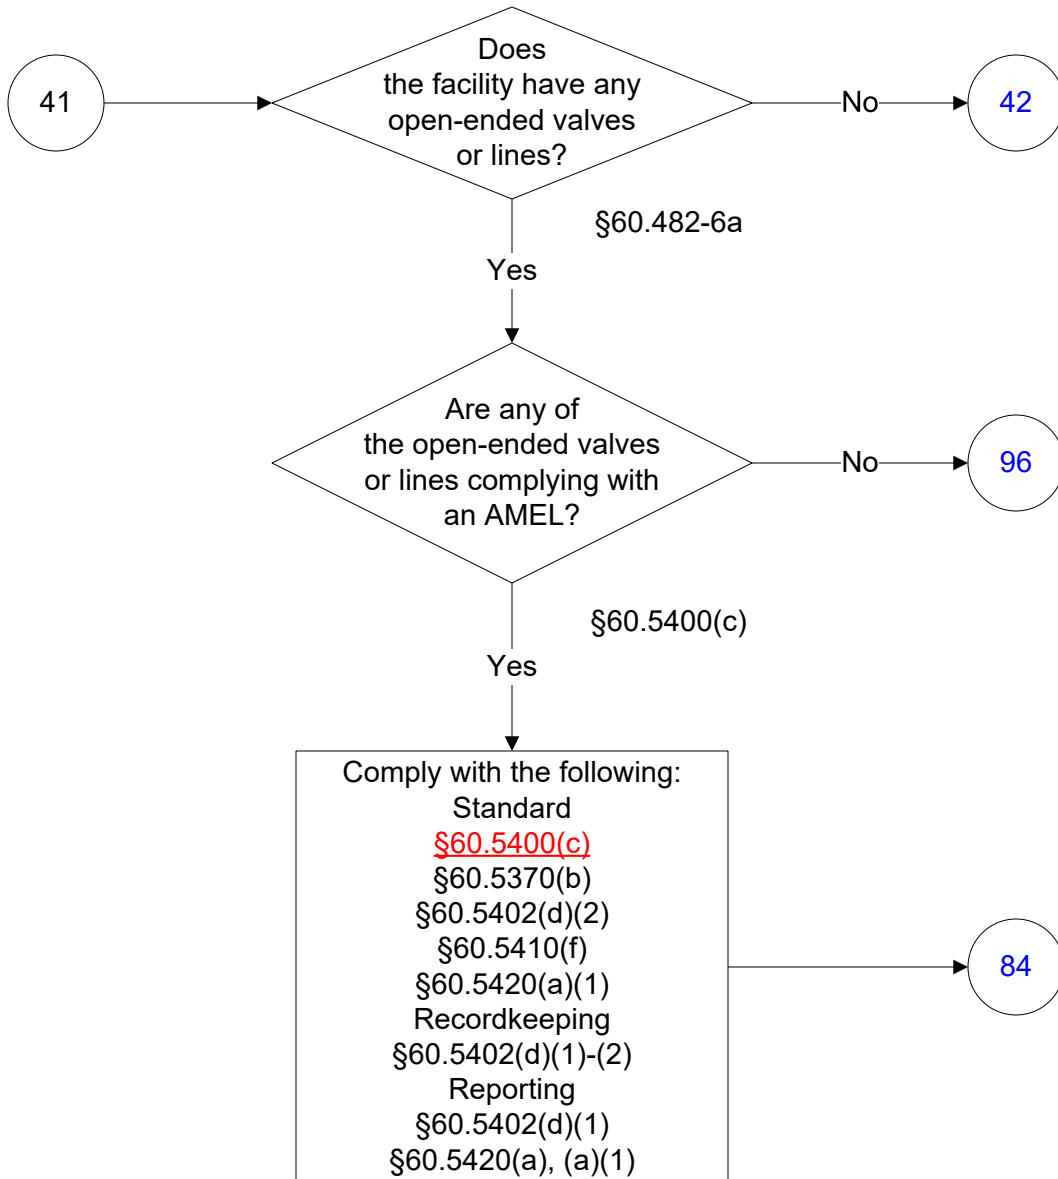 41
Does
the facility have any
open-ended valves
or lines?
No
42
§60.482-6a
Yes
Are any of
the open-ended valves
or lines complying with
an AMEL?
No
96
§60.5400(c)
Yes
Comply with the following:
Standard
§60.5400(c)
§60.5370(b)
§60.5402(d)(2)
§60.5410(f)
§60.5420(a)(1)
Recordkeeping
§60.5402(d)(1)-(2)
Reporting
§60.5402(d)(1)
§60.5420(a), (a)(1)
84